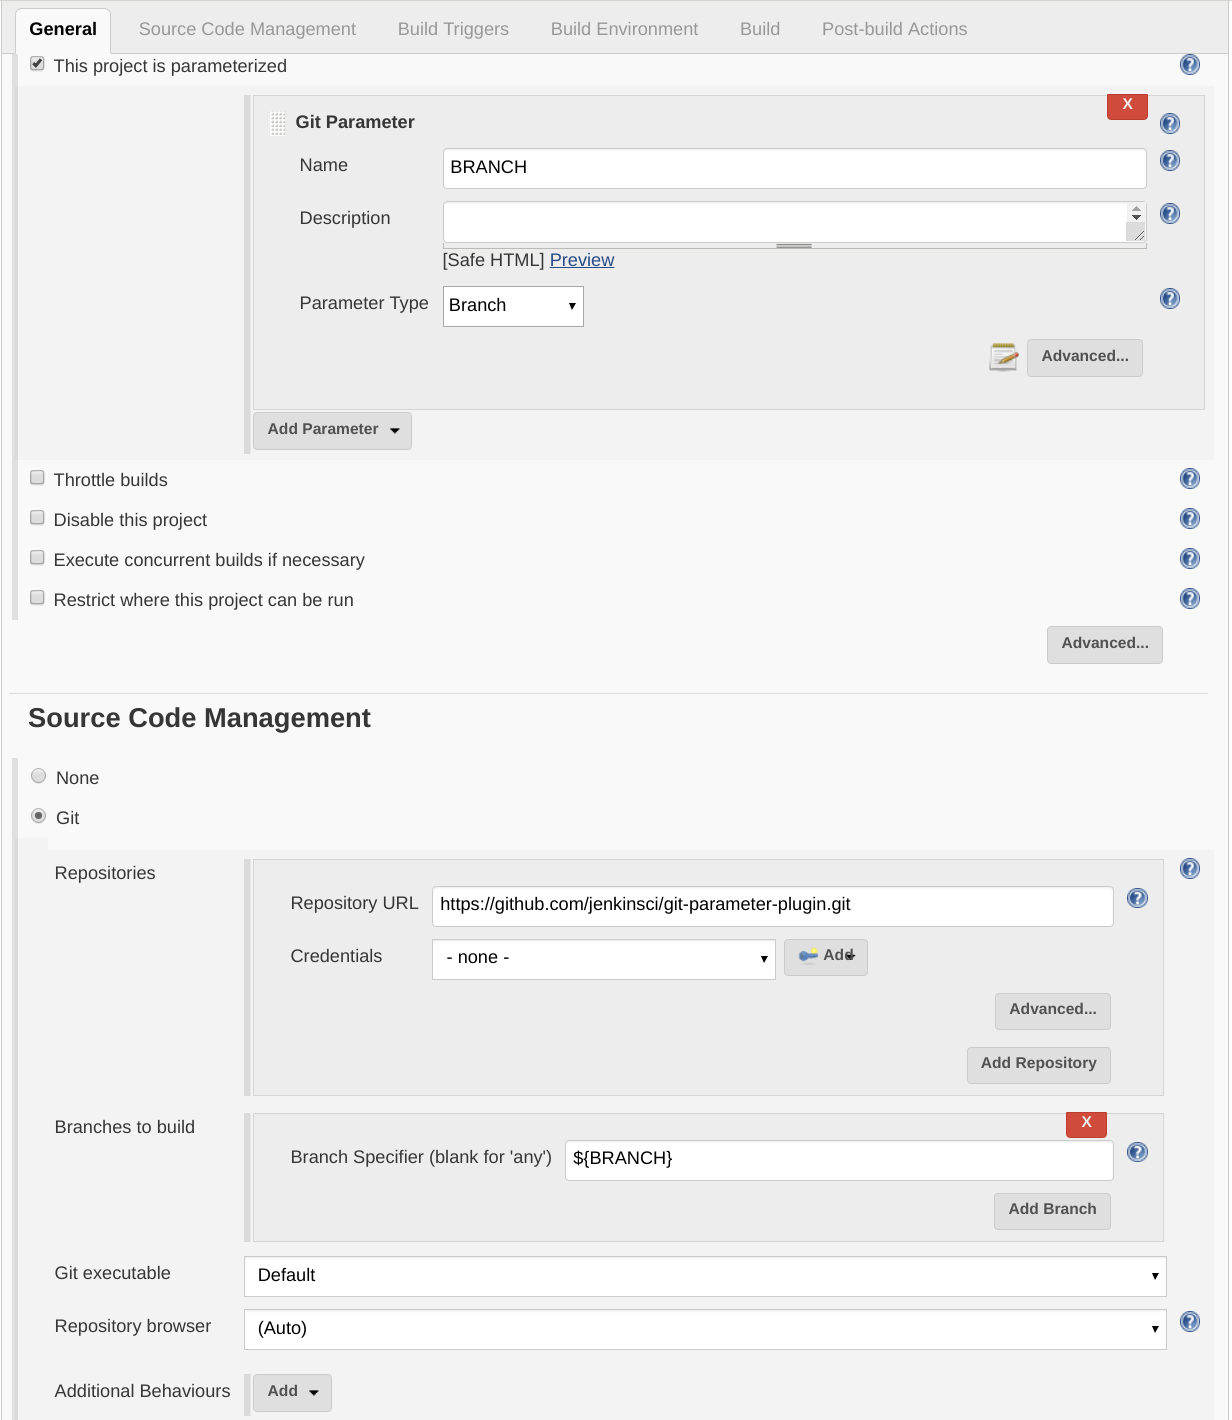 General Source Code Management Build Triggers Build Environment Build Post-build Actions
This project is parameterized
X
Git Parameter
Name BRANCH
Description
[Safe HTML] Preview
Parameter Type Branch
Advanced...
Add Parameter
Throttle builds
Disable this project
Execute concurrent builds if necessary
Restrict where this project can be run
Advanced...
Source Code Management
None
Git
Repositories
Repository URL https://github.com/jenkinsci/git-parameter-plugin.git
Credentials - none - Add
Advanced...
Add Repository
Branches to build
X
Branch Specifier (blank for 'any') ${BRANCH}
Add Branch
Git executable Default
Repository browser (Auto)
Additional Behaviours Add